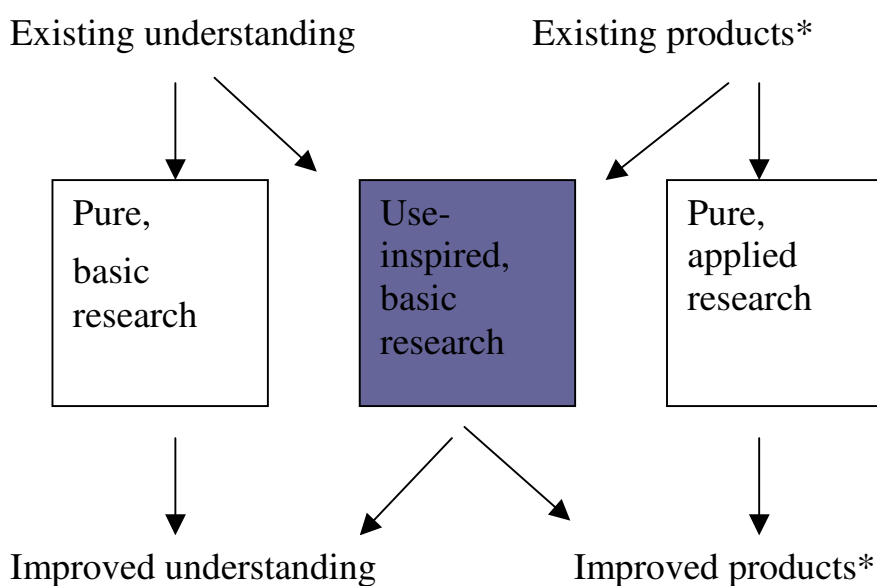 Existing understanding
Existing products*
Pure,
basic
research
Use-
inspired,
basic
research
Pure,
applied
research
Improved understanding
Improved products*